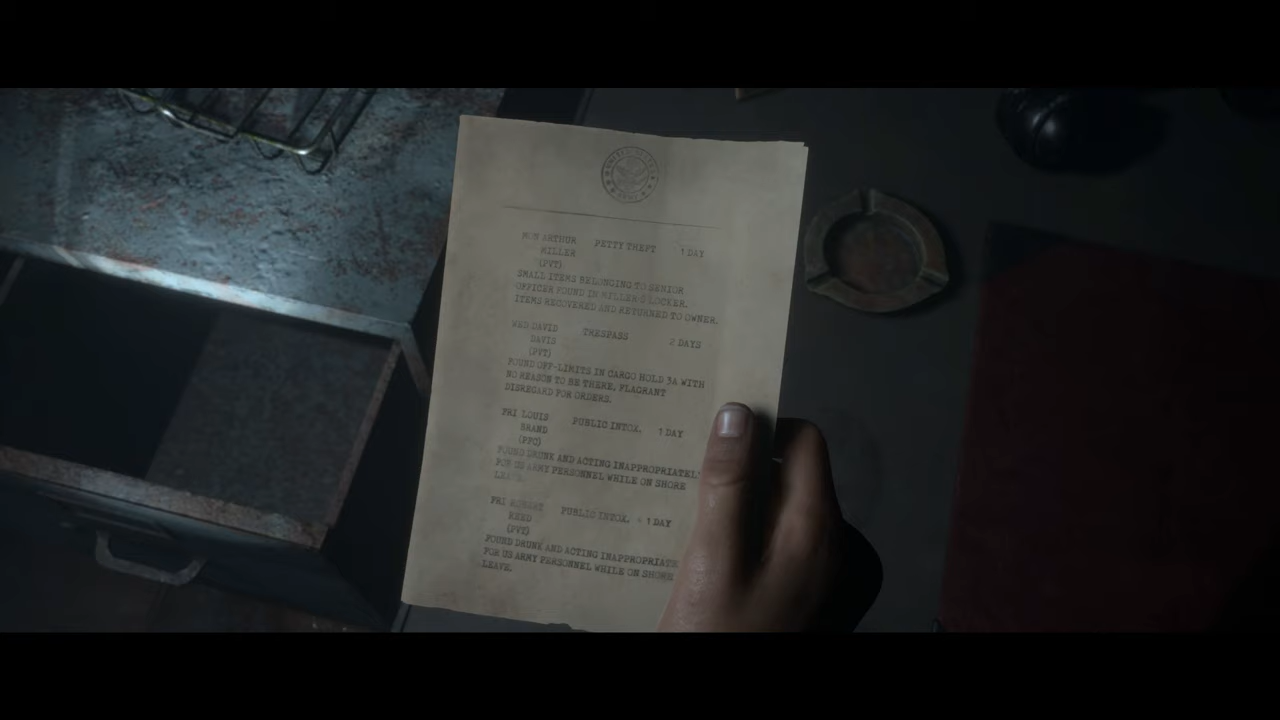 UNITED STATES
ARMY
MON ARTHUR PETTY THEFT 1 DAY
MILLER
(PVT)
SMALL ITEMS BELONGING TO SENIOR
OFFICER FOUND IN MILLER'S LOCKER.
ITEMS RECOVERED AND RETURNED TO OWNER.
WED DAVID TRESPASS 2 DAYS
DAVIS
(PVT)
FOUND OFF-LIMITS IN CARGO HOLD 3A WITH
NO REASON TO BE THERE, FLAGRANT
DISREGARD FOR ORDERS.
FRI LOUIS PUBLIC INTOX. 1 DAY
BRAND
(PFC)
FOUND DRUNK AND ACTING INAPPROPRIATELY
FOR US ARMY PERSONNEL WHILE ON SHORE
LEAVE.
FRI ROBERT PUBLIC INTOX. 1 DAY
REED
(PVT)
FOUND DRUNK AND ACTING INAPPROPRIATE
FOR US ARMY PERSONNEL WHILE ON SHORE
LEAVE.